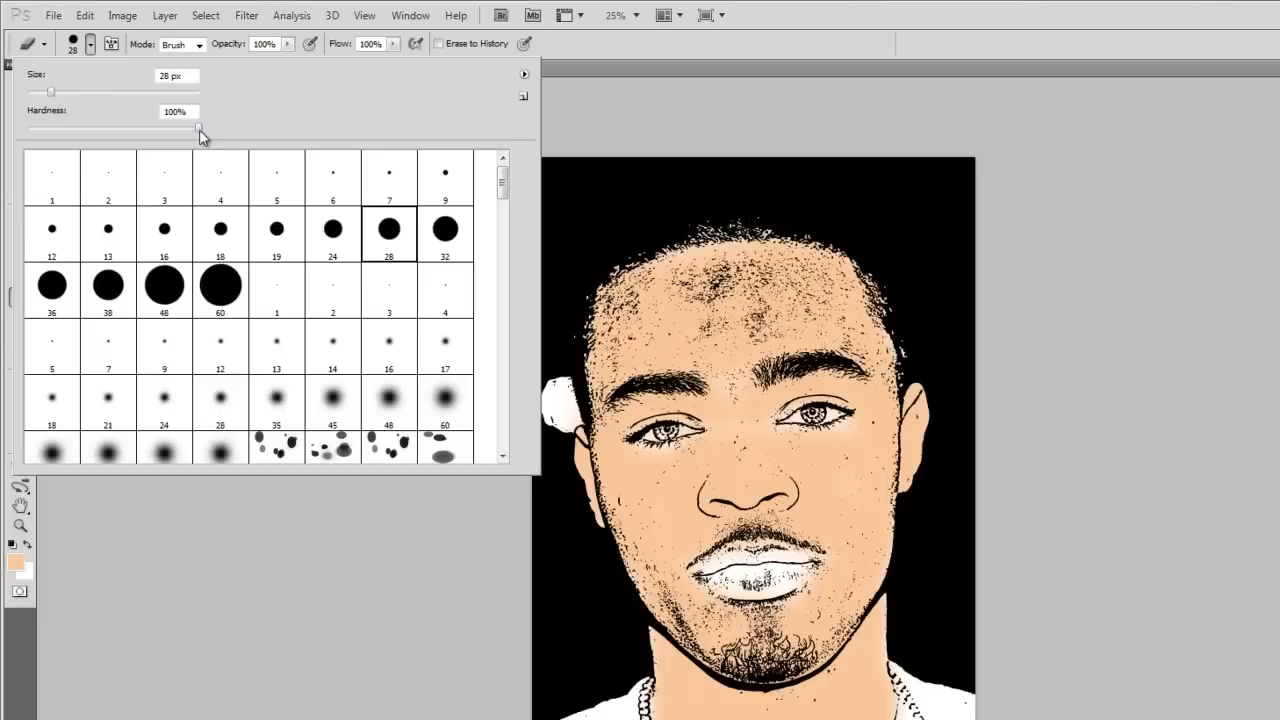 Ps File Edit Image Layer Select Filter Analysis 3D View Window Help Br Mb 25%
28 Mode: Brush Opacity: 100% Flow: 100% Erase to History
Size: 28 px
Hardness: 100%
1 2 3 4 5 6 7 9
12 13 16 18 19 24 28 32
36 38 48 60 1 2 3 4
5 7 9 12 13 14 16 17
18 21 24 28 35 45 48 60